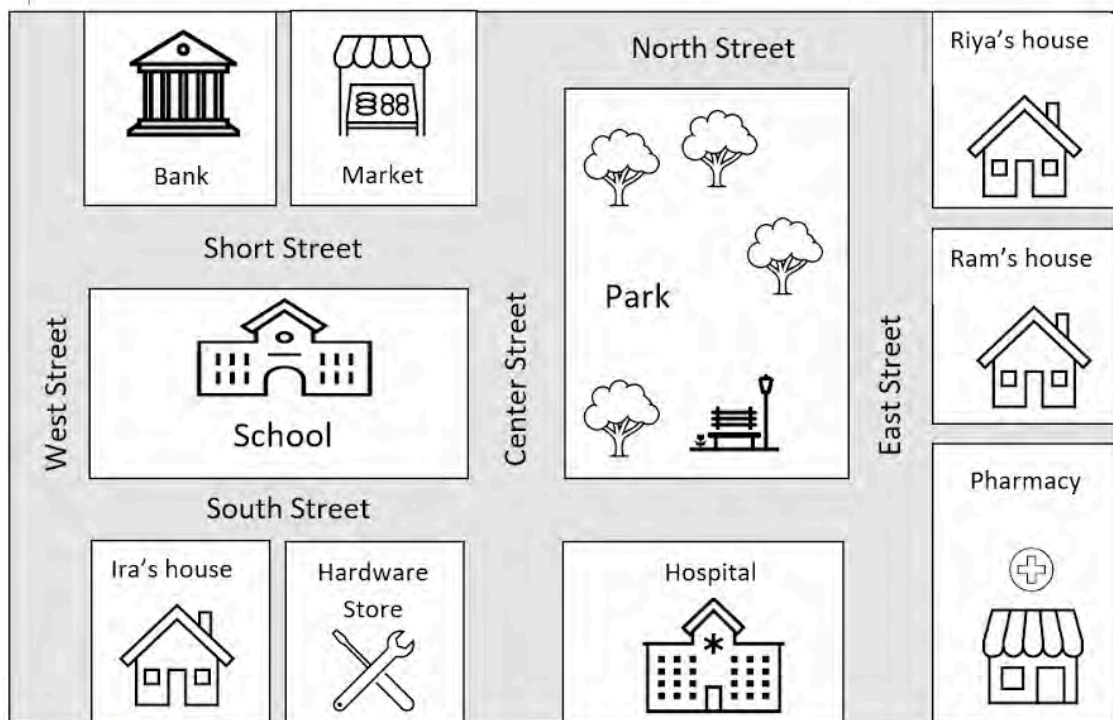 North Street
Riya's house
Bank
Market
Short Street
Ram's house
Park
West Street
Center Street
East Street
School
Pharmacy
South Street
Ira's house
Hardware
Store
Hospital